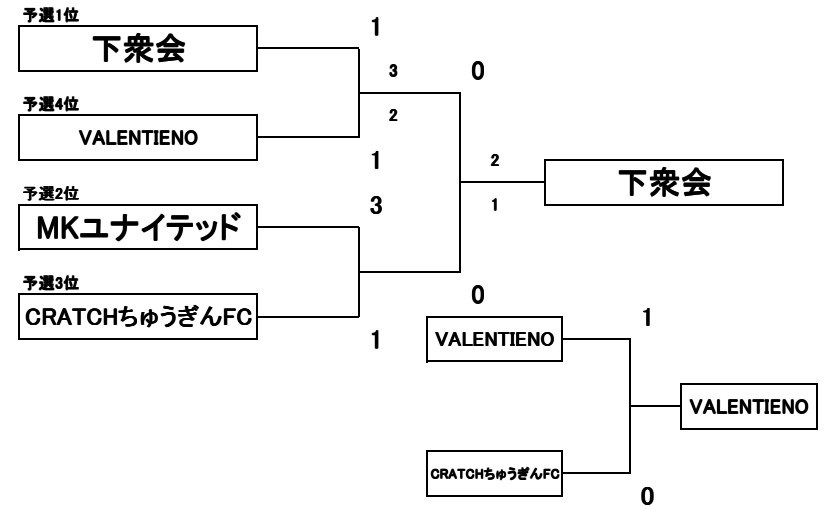 予選1位
下衆会
1
3
0
予選4位
VALENTIENO
2
1
予選2位
MKユナイテッド
3
2
下衆会
1
予選3位
CRATCHちゅうぎんFC
1
0
VALENTIENO
1
VALENTIENO
CRATCHちゅうぎんFC
0